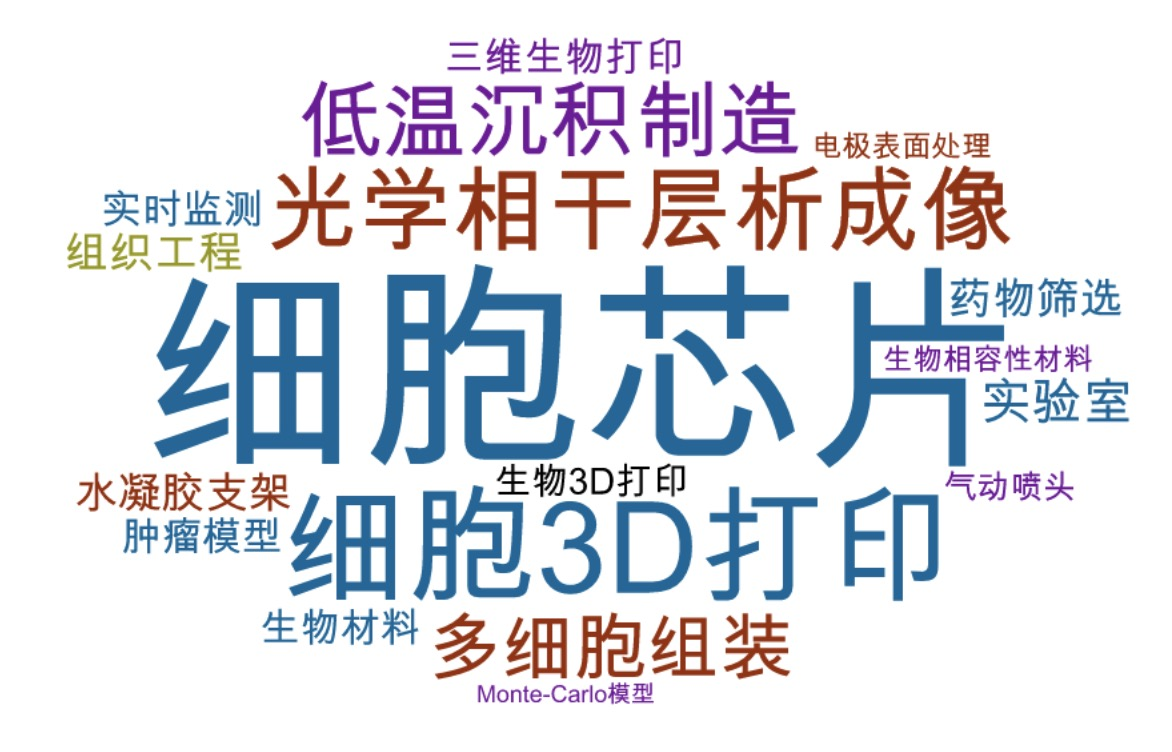 三维生物打印
低温沉积制造
电极表面处理
光学相干层析成像
实时监测
组织工程
细胞芯片
药物筛选
生物相容性材料
实验室
生物3D打印
水凝胶支架
气动喷头
肿瘤模型
细胞3D打印
生物材料
多细胞组装
Monte-Carlo模型